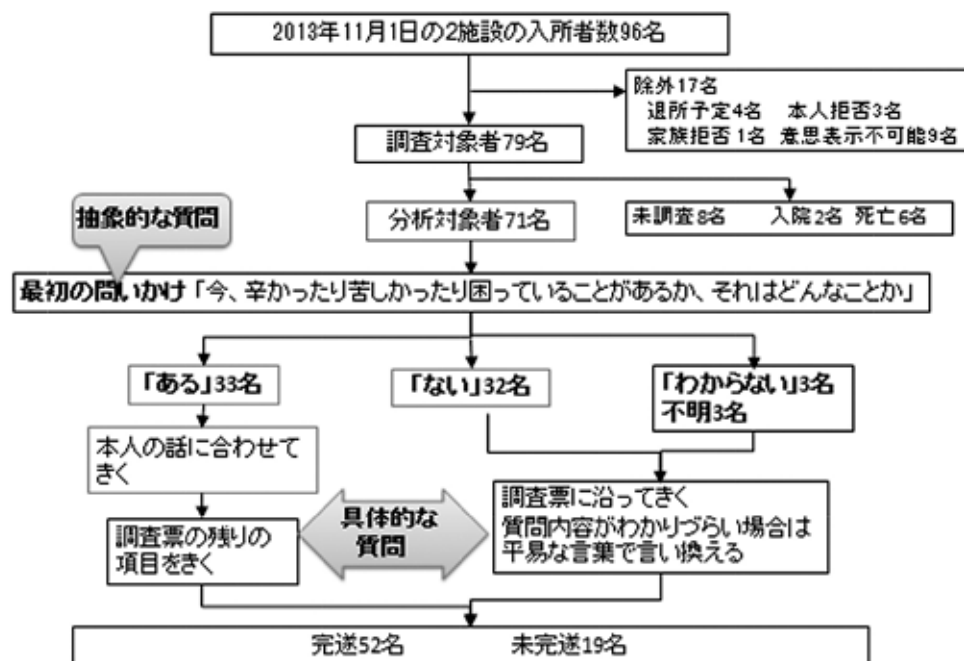 2013年11月1日の2施設の入所者数96名
除外17名
退所予定4名 本人拒否3名
家族拒否1名 意思表示不可能9名
調査対象者79名
未調査8名 入院2名 死亡6名
抽象的な質問
分析対象者71名
最初の問いかけ「今、辛かったり苦しかったり困っていることがあるか、それはどんなことか」
「ある」33名
「ない」32名
「わからない」3名
不明3名
本人の話に合わせて
きく
調査票の残りの
項目をきく
具体的な
質問
調査票に沿ってきく
質問内容がわかりづらい場合は
平易な言葉で言い換える
完遂52名 未完遂19名